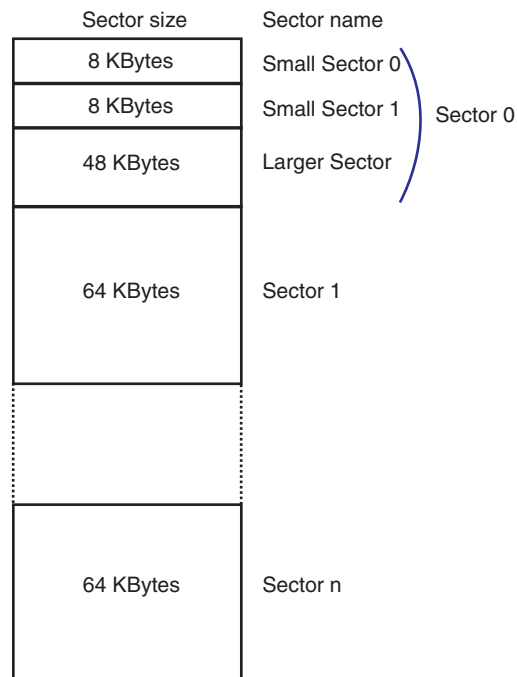 Sector size Sector name
8 KBytes Small Sector 0
8 KBytes Small Sector 1 Sector 0
48 KBytes Larger Sector
64 KBytes Sector 1
64 KBytes Sector n